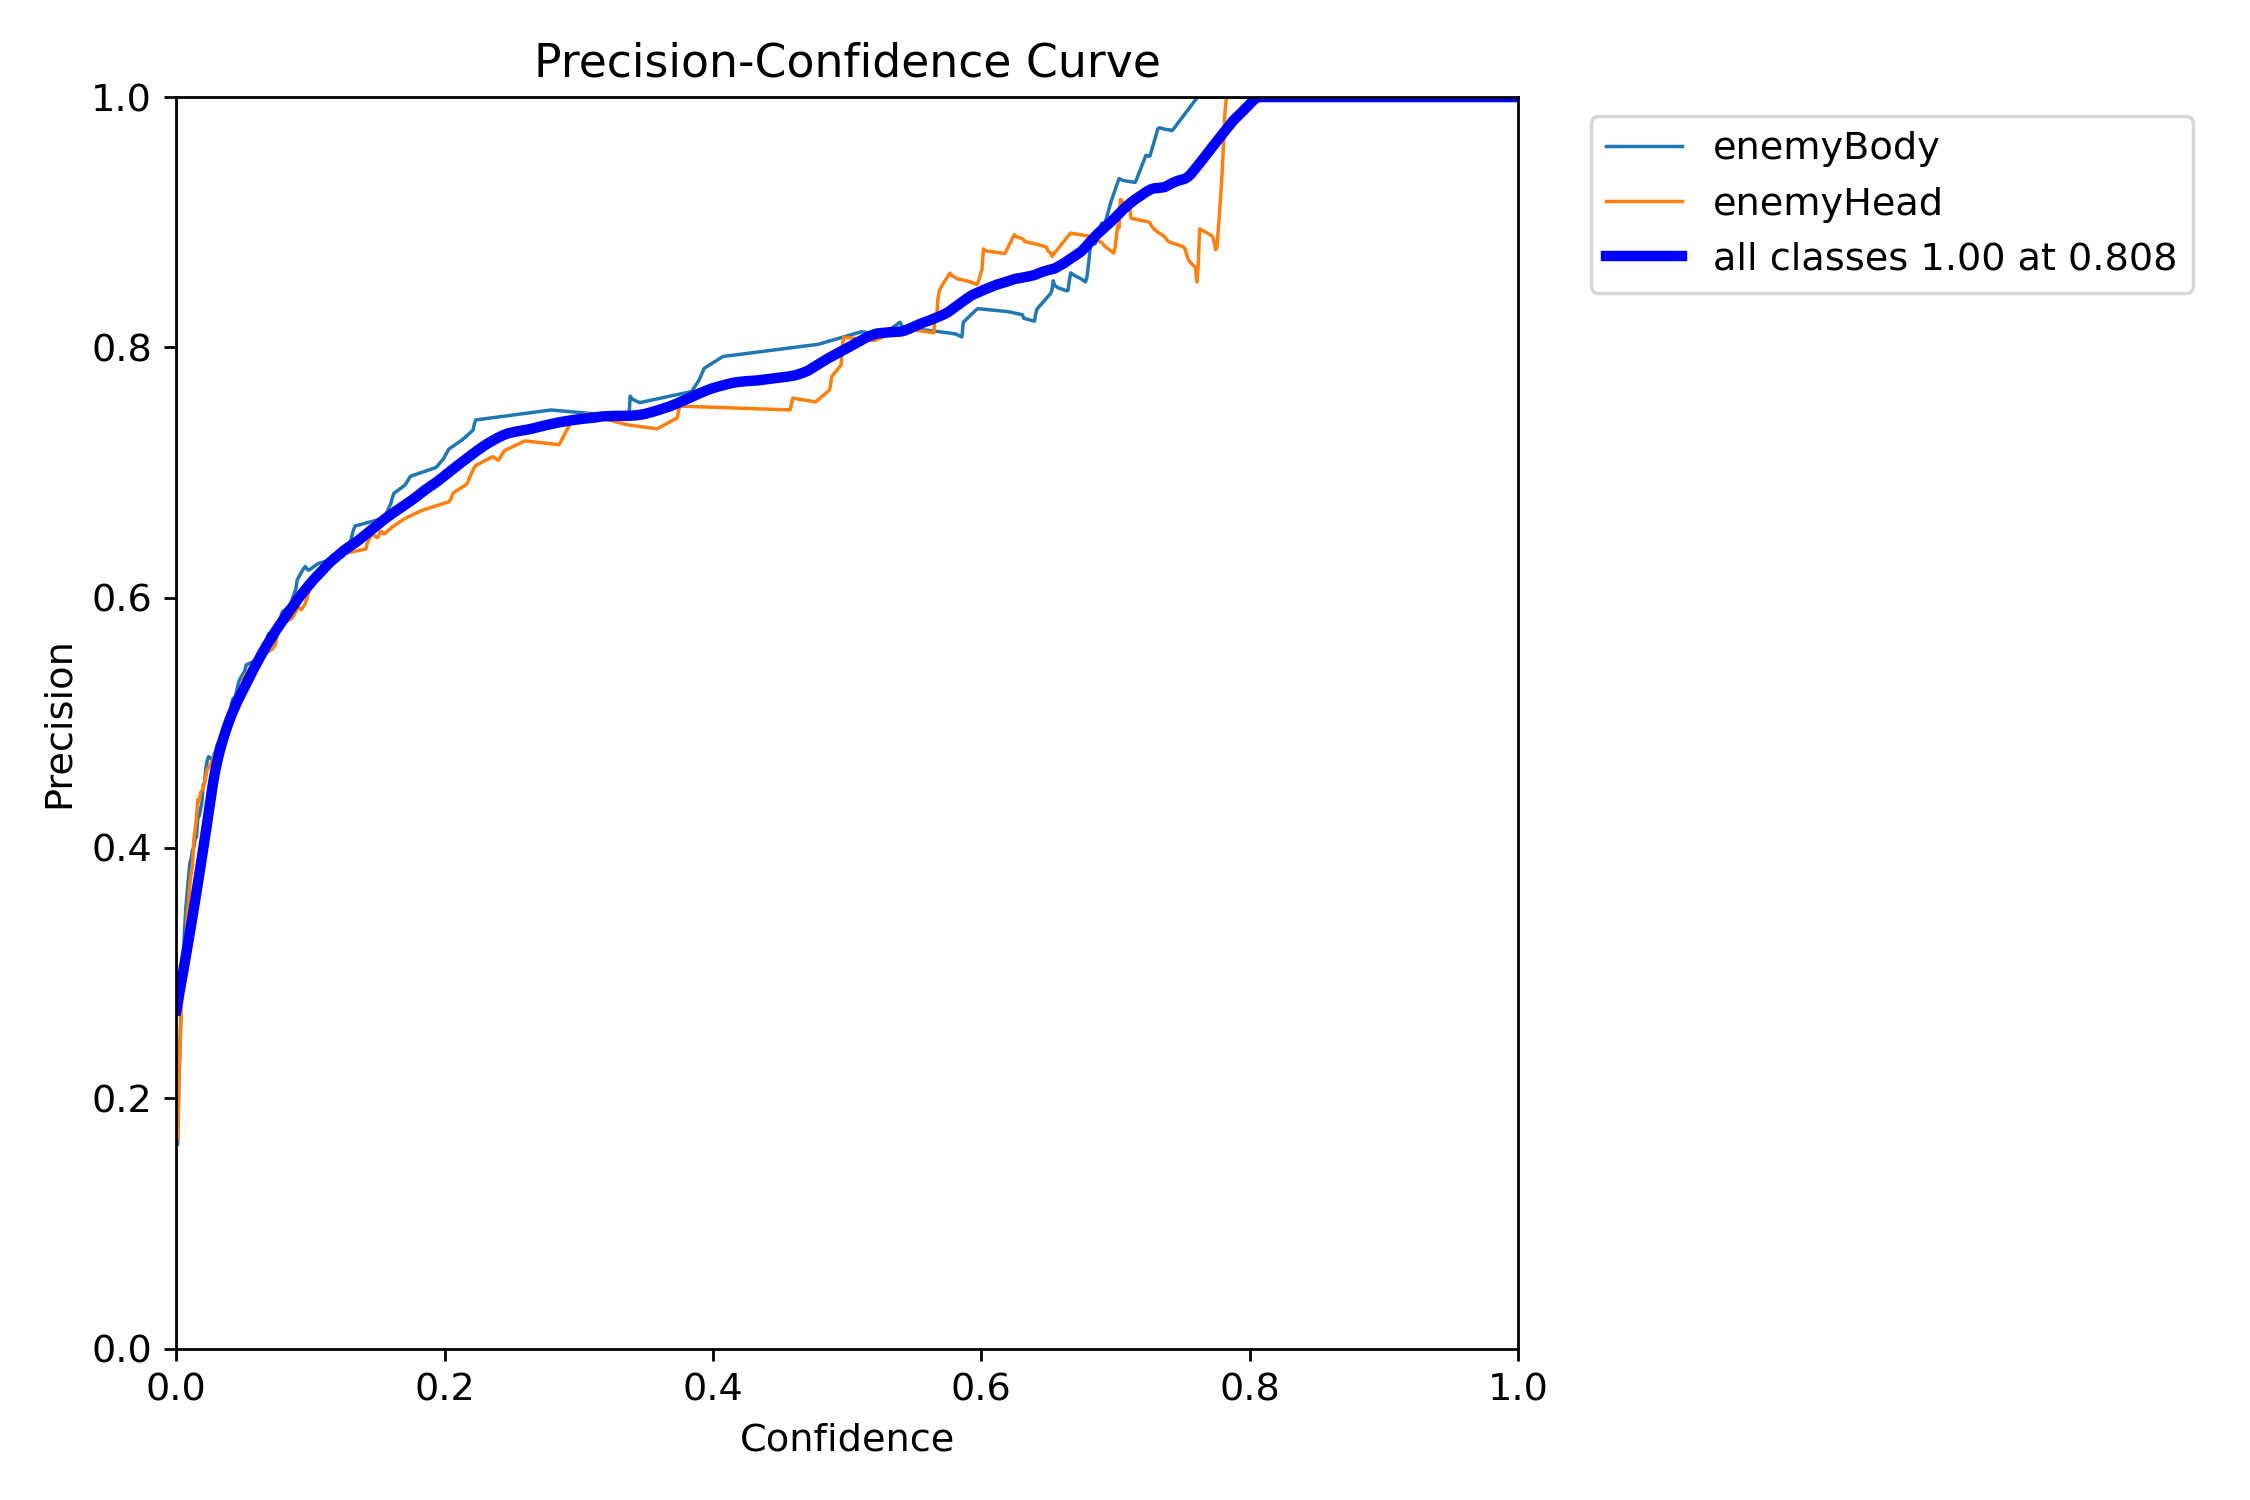 Precision-Confidence Curve
1.0
0.8
0.6
0.4
0.2
0.0
Precision
0.0 0.2 0.4 0.6 0.8 1.0
Confidence
enemyBody
enemyHead
all classes 1.00 at 0.808